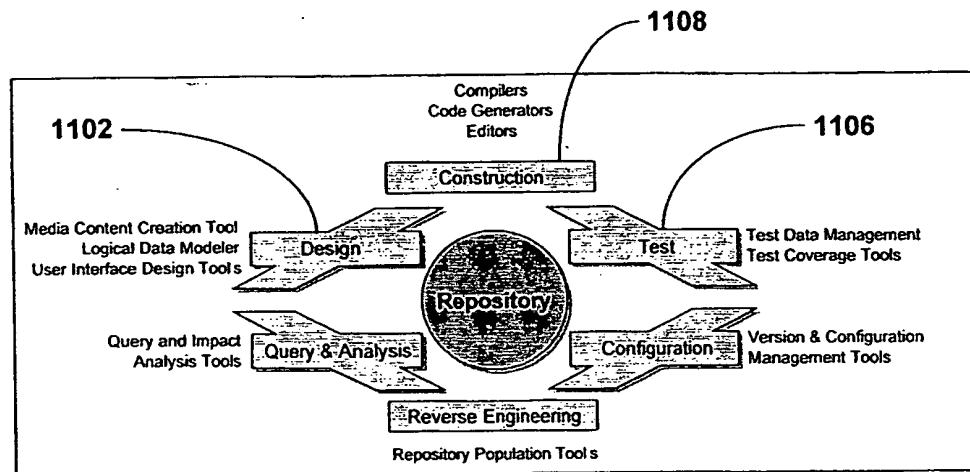 1108
Compilers
Code Generators
Editors
1102
1106
Construction
Media Content Creation Tool
Logical Data Modeler
User Interface Design Tools
Design
Test
Test Data Management
Test Coverage Tools
Repository
Query and Impact
Analysis Tools
Query & Analysis
Configuration
Version & Configuration
Management Tools
Reverse Engineering
Repository Population Tools